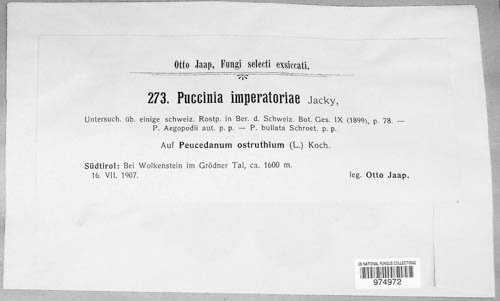 Otto Jaap, Fungi selecti exsiccati.
273. Puccinia imperatoriae Jacky,
Untersuch. üb. einige schweiz. Rostp. in Ber. d. Schweiz. Bot. Ges. IX (1899), p. 78. —
P. Aegopodii aut. p. p. — P. bullata Schroet. p. p.
Auf Peucedanum ostruthium (L.) Koch.
Südtirol: Bei Wolkenstein im Grödner Tal, ca. 1600 m.
16. VII. 1907. leg. Otto Jaap.
US NATIONAL FUNGUS COLLECTIONS
974972